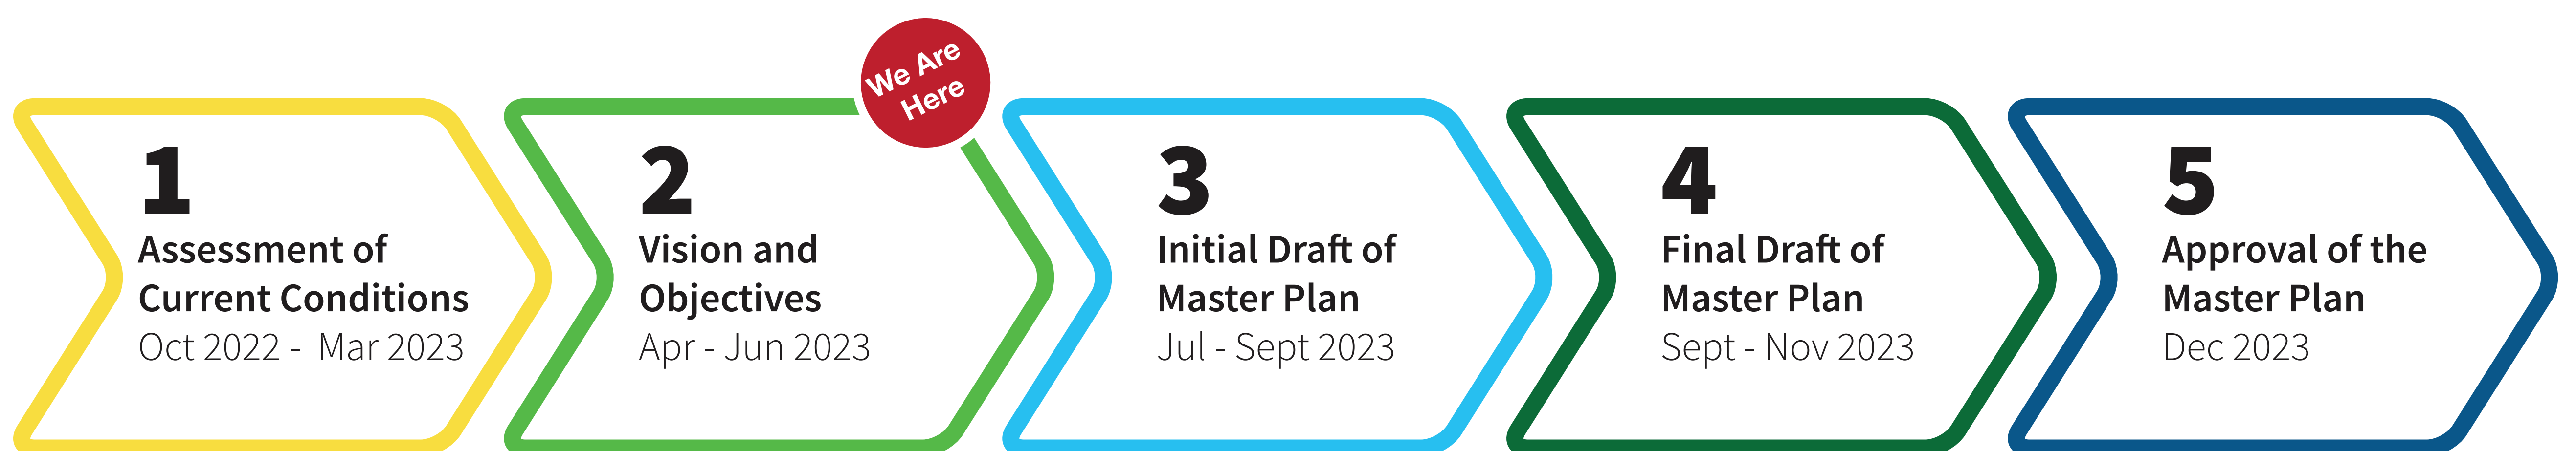 We Are
Here
1
Assessment of
Current Conditions
Oct 2022 - Mar 2023
2
Vision and
Objectives
Apr - Jun 2023
3
Initial Draft of
Master Plan
Jul - Sept 2023
4
Final Draft of
Master Plan
Sept - Nov 2023
5
Approval of the
Master Plan
Dec 2023